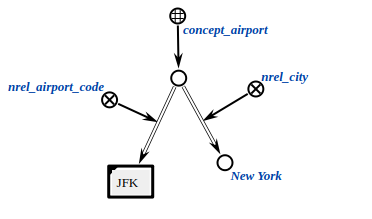 concept_airport
nrel_airport_code
nrel_city
JFK
New York